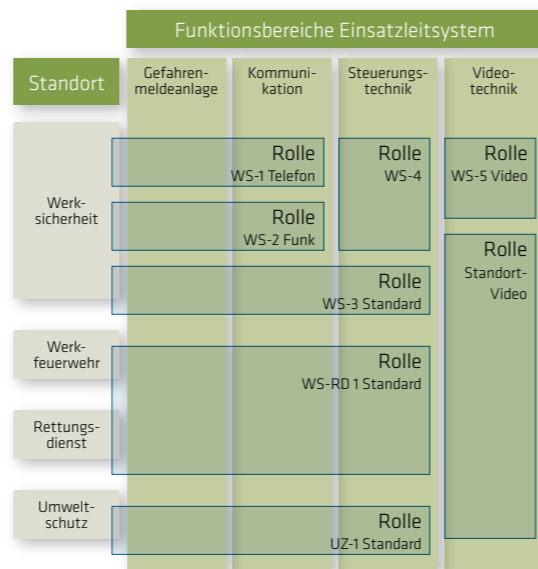 Funktionsbereiche Einsatzleitsystem
Standort
Gefahren-
meldeanlage
Kommuni-
kation
Steuerungs-
technik
Video-
technik
Werk-
sicherheit
Rolle
WS-1 Telefon
Rolle
WS-4
Rolle
WS-5 Video
Rolle
WS-2 Funk
Rolle
Standort-
Video
Rolle
WS-3 Standard
Werk-
feuerwehr
Rolle
WS-RD 1 Standard
Rettungs-
dienst
Umwelt-
schutz
Rolle
UZ-1 Standard